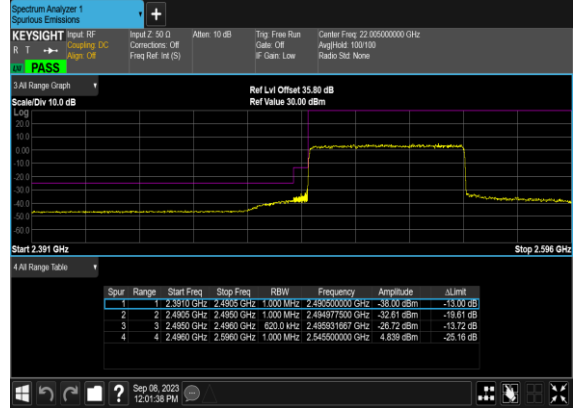 Spectrum Analyzer 1
Spurious Emissions
KEYSIGHT Input: RF Input Z: 50 Ω Atten: 10 dB Trig: Free Run Center Freq: 22.005000000 GHz
R T Coupling: DC Corrections: Off Gate: Off Avg|Hold: 100/100
Align: Off Freq Ref: Int (S) IF Gain: Low Radio Std: None
PASS
3 All Range Graph Ref Lvl Offset 35.80 dB
Scale/Div 10.0 dB Ref Value 30.00 dBm
Log
20.0
10.0
0.00
-10.0
-20.0
-30.0
-40.0
-50.0
-60.0
Start 2.391 GHz Stop 2.596 GHz
4 All Range Table
Spur Range Start Freq Stop Freq RBW Frequency Amplitude ΔLimit
1 1 2.3910 GHz 2.4905 GHz 1.000 MHz 2.490500000 GHz -38.00 dBm -13.00 dB
2 2 2.4905 GHz 2.4950 GHz 1.000 MHz 2.494977500 GHz -32.61 dBm -19.61 dB
3 3 2.4950 GHz 2.4960 GHz 620.0 kHz 2.495931667 GHz -26.72 dBm -13.72 dB
4 4 2.4960 GHz 2.5960 GHz 1.000 MHz 2.545500000 GHz 4.839 dBm -25.16 dB
? Sep 08, 2023
12:01:38 PM